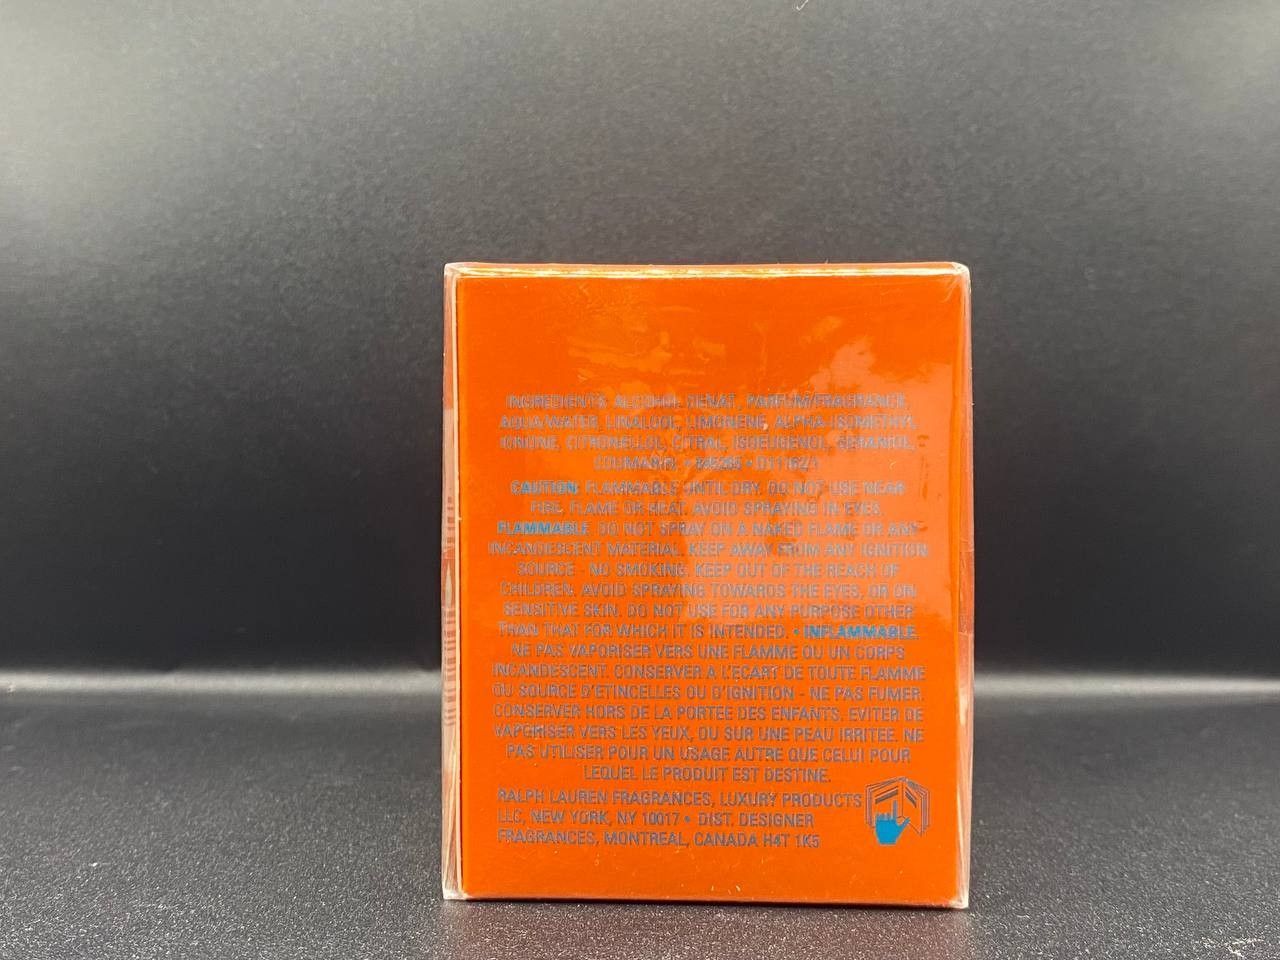 INGREDIENTS: ALCOHOL DENAT., PARFUM/FRAGRANCE,
AQUA/WATER, LINALOOL, LIMONENE, ALPHA-ISOMETHYL
IONONE, CITRONELLOL, CITRAL, ISOEUGENOL, GERANIOL,
COUMARIN. •
CAUTION: FLAMMABLE UNTIL DRY. DO NOT USE NEAR
FIRE, FLAME OR HEAT. AVOID SPRAYING IN EYES.
FLAMMABLE. DO NOT SPRAY ON A NAKED FLAME OR ANY
INCANDESCENT MATERIAL. KEEP AWAY FROM ANY IGNITION
SOURCE - NO SMOKING. KEEP OUT OF THE REACH OF
CHILDREN. AVOID SPRAYING TOWARDS THE EYES, OR ON
SENSITIVE SKIN. DO NOT USE FOR ANY PURPOSE OTHER
THAN THAT FOR WHICH IT IS INTENDED. • INFLAMMABLE.
NE PAS VAPORISER VERS UNE FLAMME OU UN CORPS
INCANDESCENT. CONSERVER A L'ECART DE TOUTE FLAMME
OU SOURCE D'ETINCELLES OU D'IGNITION - NE PAS FUMER.
CONSERVER HORS DE LA PORTEE DES ENFANTS. EVITER DE
VAPORISER VERS LES YEUX, OU SUR UNE PEAU IRRITEE. NE
PAS UTILISER POUR UN USAGE AUTRE QUE CELUI POUR
LEQUEL LE PRODUIT EST DESTINE.
RALPH LAUREN FRAGRANCES, LUXURY PRODUCTS
LLC, NEW YORK, NY 10017 • DIST. DESIGNER
FRAGRANCES, MONTREAL, CANADA H4T 1K5